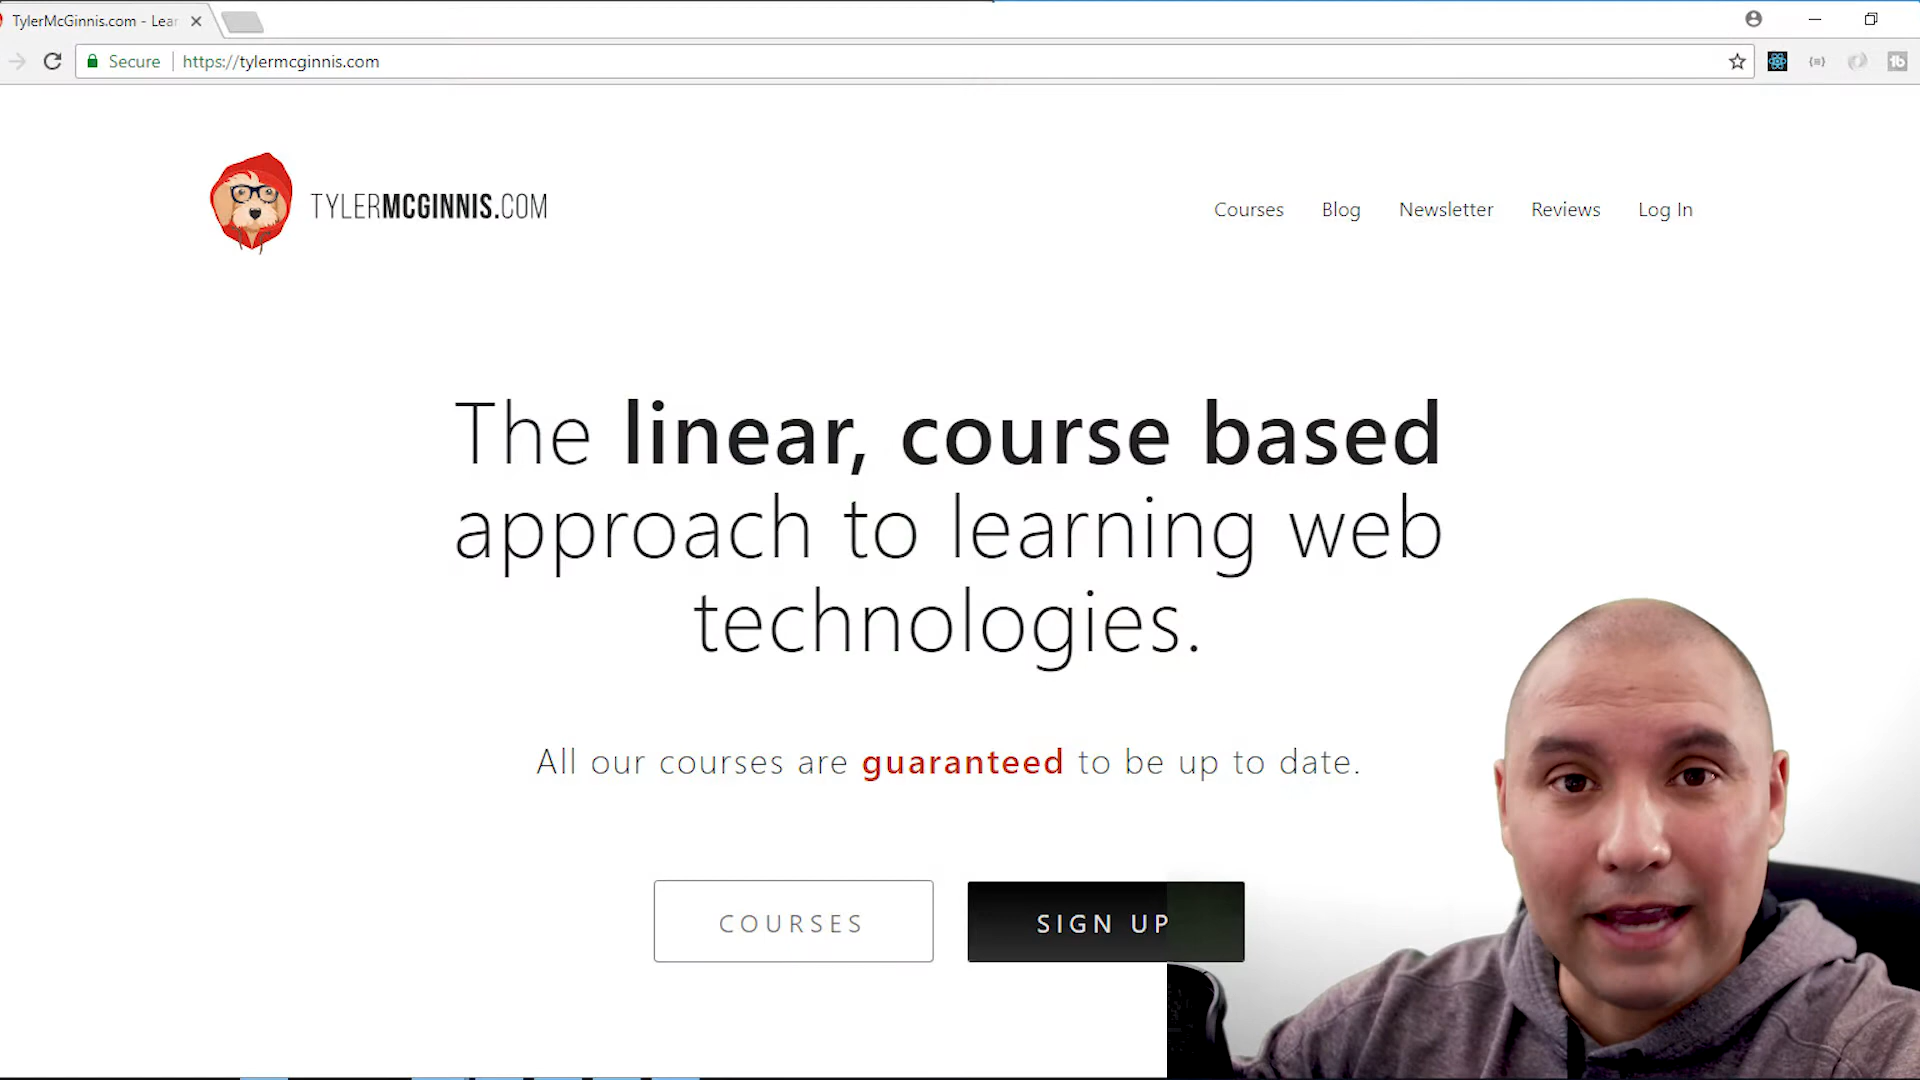 TylerMcGinnis.com - Lear
Secure
https://tylermcginnis.com
TYLERMCGINNIS.COM
Courses
Blog
Newsletter
Reviews
Log In
The linear, course based
approach to learning web
technologies.
All our courses are guaranteed to be up to date.
COURSES
SIGN UP